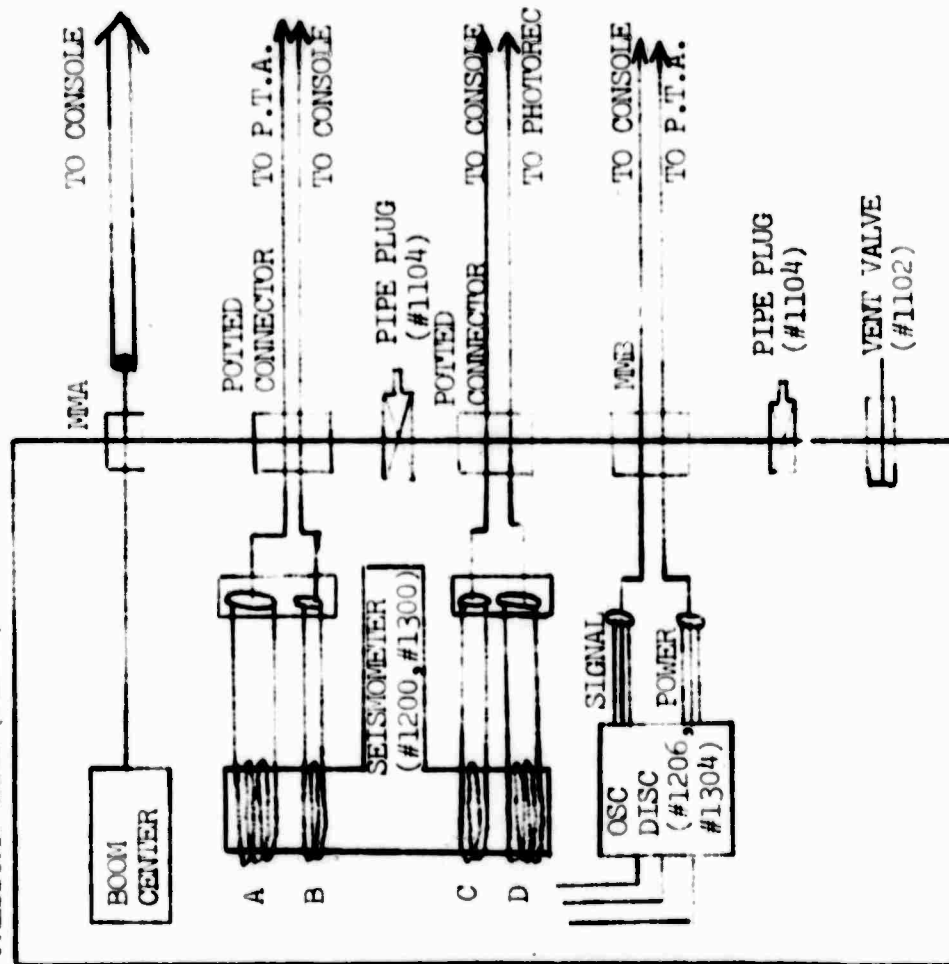 MMA
TO CONSOLE
BOOM
CENTER
A
B
POTTED
CONNECTOR
TO P.T.A.
TO CONSOLE
PIPE PLUG
(#1104)
SEISMOMETER
(#1200,#1300)
C
D
POTTED
CONNECTOR
TO CONSOLE
TO PHOTOREC
OSC
DISC
(#1206,
#1304)
SIGNAL
POWER
MMB
TO CONSOLE
TO P.T.A.
PIPE PLUG
(#1104)
VENT VALVE
(#1102)